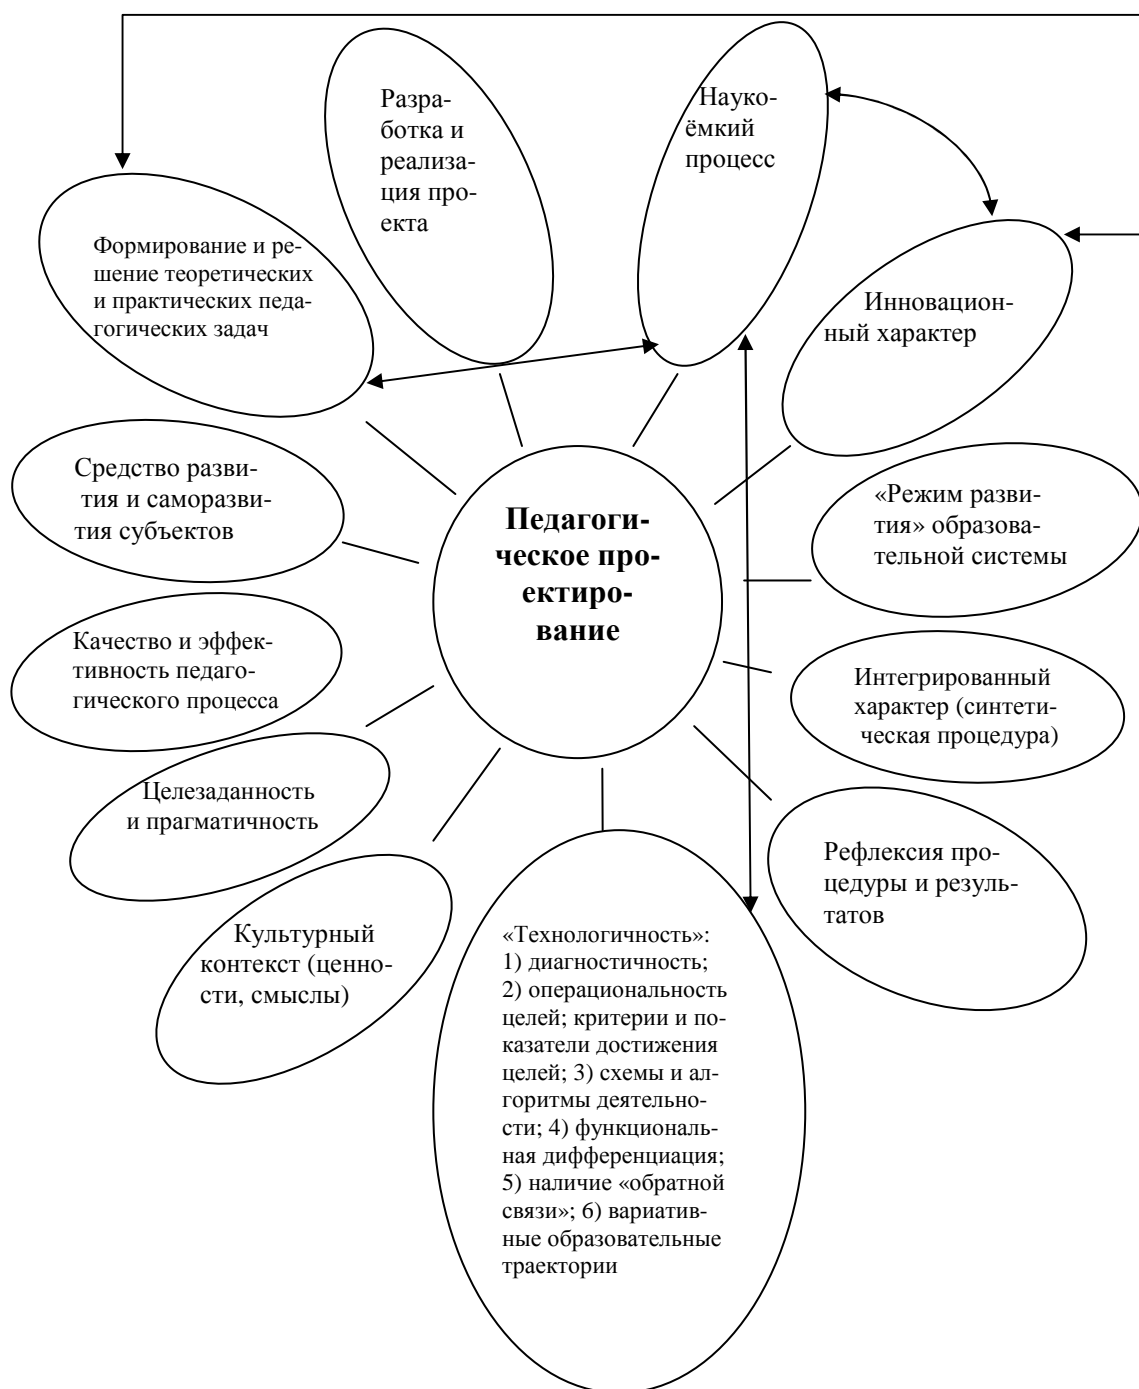 Разра-
ботка и
реализа-
ция про-
екта
Науко-
ёмкий
процесс
Формирование и ре-
шение теоретических
и практических педа-
гогических задач
Инновацион-
ный характер
Средство разви-
тия и саморазви-
тия субъектов
«Режим разви-
тия» образова-
тельной системы
Педагоги-
ческое про-
ектиро-
вание
Качество и эффек-
тивность педаго-
гического процесса
Интегрированный
характер (синтети-
ческая процедура)
Целезаданность
и прагматичность
Рефлексия про-
цедуры и резуль-
татов
Культурный
контекст (ценно-
сти, смыслы)
«Технологичность»:
1) диагностичность;
2) операциональность
целей; критерии и по-
казатели достижения
целей; 3) схемы и ал-
горитмы деятельно-
сти; 4) функциональ-
ная дифференциация;
5) наличие «обратной
связи»; 6) вариатив-
ные образовательные
траектории